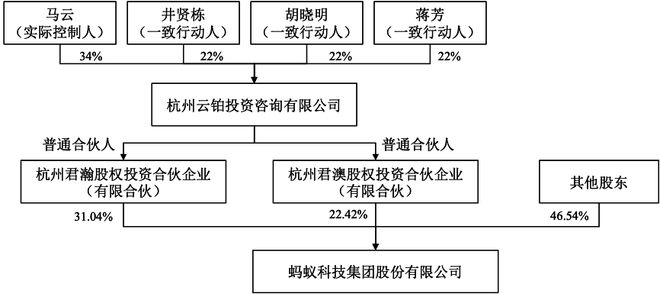 马云
（实际控制人）
井贤栋
（一致行动人）
胡晓明
（一致行动人）
蒋芳
（一致行动人）
34%
22%
22%
22%
杭州云铂投资咨询有限公司
普通合伙人
普通合伙人
杭州君瀚股权投资合伙企业
（有限合伙）
杭州君澳股权投资合伙企业
（有限合伙）
其他股东
31.04%
22.42%
46.54%
蚂蚁科技集团股份有限公司